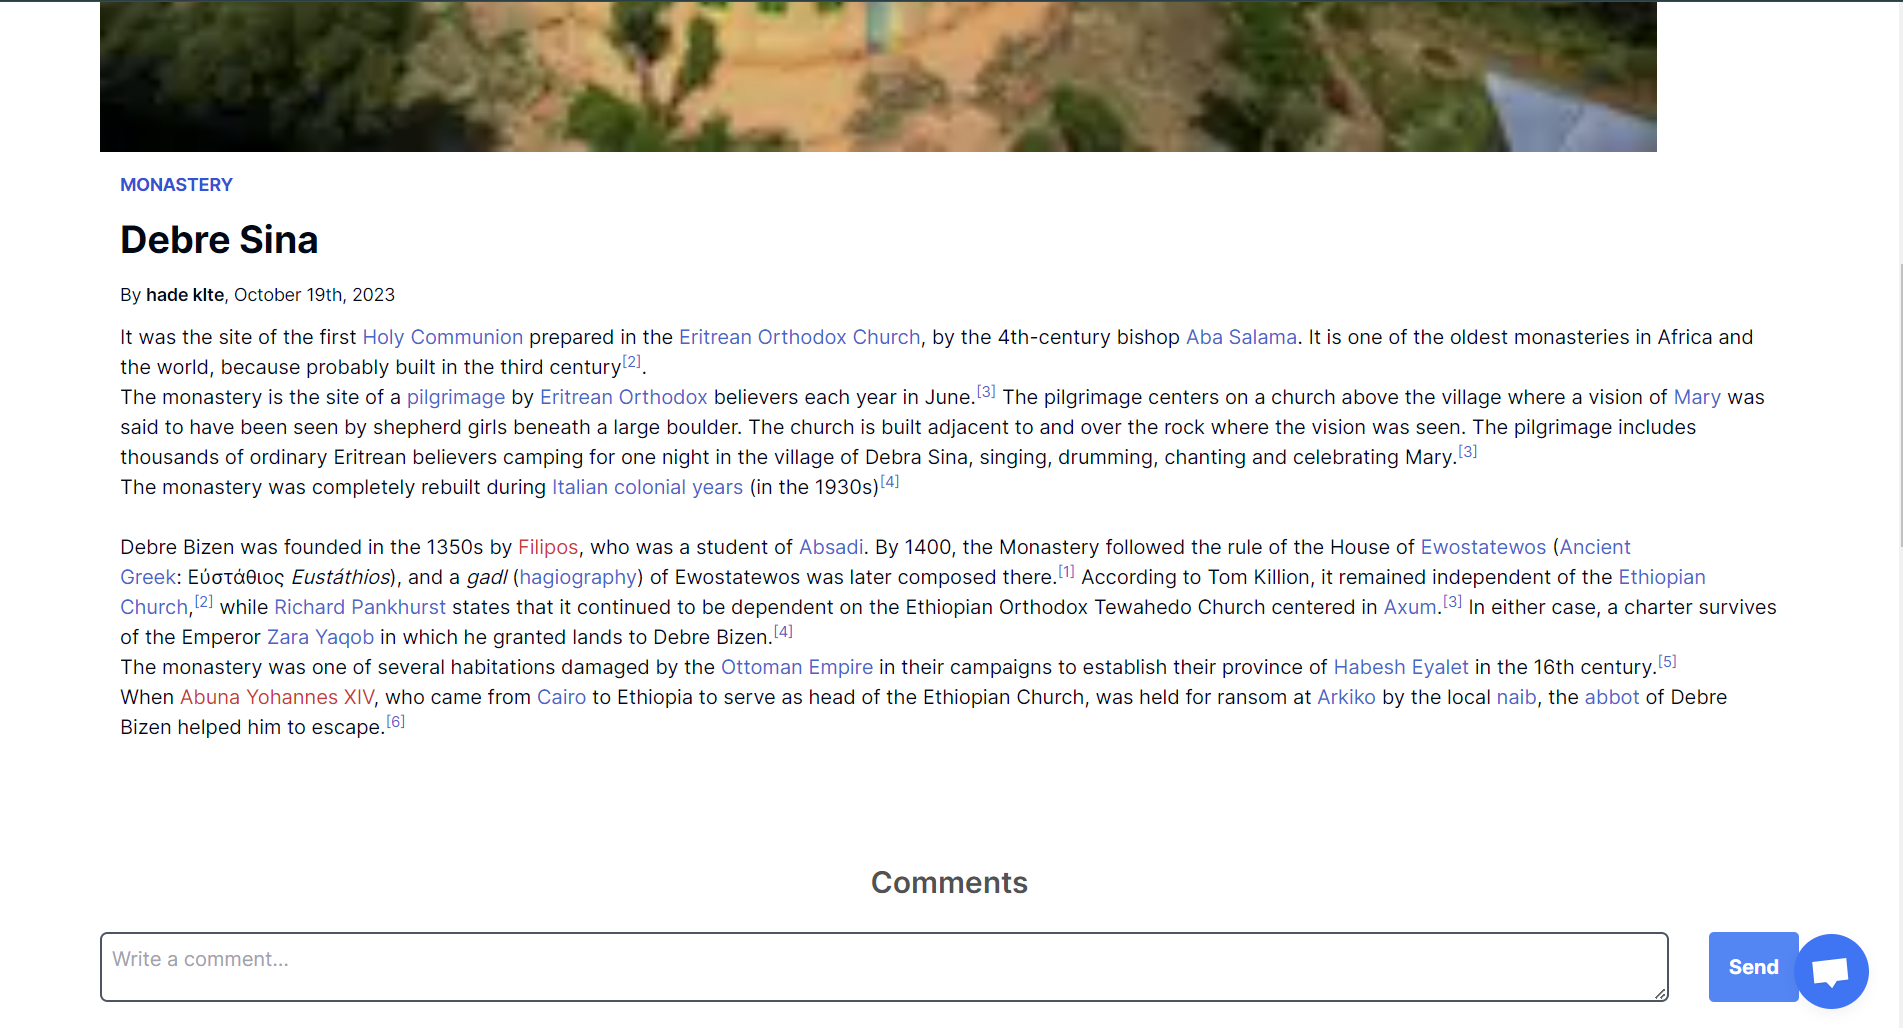 MONASTERY
Debre Sina
By hade klte, October 19th, 2023
It was the site of the first Holy Communion prepared in the Eritrean Orthodox Church, by the 4th-century bishop Aba Salama. It is one of the oldest monasteries in Africa and
the world, because probably built in the third century[2].
The monastery is the site of a pilgrimage by Eritrean Orthodox believers each year in June.[3] The pilgrimage centers on a church above the village where a vision of Mary was
said to have been seen by shepherd girls beneath a large boulder. The church is built adjacent to and over the rock where the vision was seen. The pilgrimage includes
thousands of ordinary Eritrean believers camping for one night in the village of Debra Sina, singing, drumming, chanting and celebrating Mary.[3]
The monastery was completely rebuilt during Italian colonial years (in the 1930s)[4]
Debre Bizen was founded in the 1350s by Filipos, who was a student of Absadi. By 1400, the Monastery followed the rule of the House of Ewostatewos (Ancient
Greek: Εὐστάθιος Eustáthios), and a gadl (hagiography) of Ewostatewos was later composed there.[1] According to Tom Killion, it remained independent of the Ethiopian
Church,[2] while Richard Pankhurst states that it continued to be dependent on the Ethiopian Orthodox Tewahedo Church centered in Axum.[3] In either case, a charter survives
of the Emperor Zara Yaqob in which he granted lands to Debre Bizen.[4]
The monastery was one of several habitations damaged by the Ottoman Empire in their campaigns to establish their province of Habesh Eyalet in the 16th century.[5]
When Abuna Yohannes XIV, who came from Cairo to Ethiopia to serve as head of the Ethiopian Church, was held for ransom at Arkiko by the local naib, the abbot of Debre
Bizen helped him to escape.[6]
Comments
Write a comment...
Send